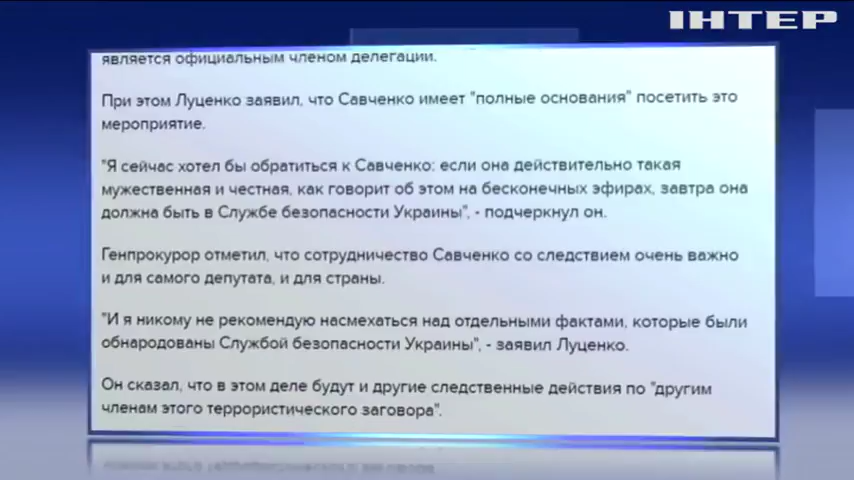 ІНТЕР
является официальным членом делегации.
При этом Луценко заявил, что Савченко имеет "полные основания" посетить это
мероприятие.
"Я сейчас хотел бы обратиться к Савченко: если она действительно такая
мужественная и честная, как говорит об этом на бесконечных эфирах, завтра она
должна быть в Службе безопасности Украины", - подчеркнул он.
Генпрокурор отметил, что сотрудничество Савченко со следствием очень важно
и для самого депутата, и для страны.
"И я никому не рекомендую насмехаться над отдельными фактами, которые были
обнародованы Службой безопасности Украины", - заявил Луценко.
Он сказал, что в этом деле будут и другие следственные действия по "другим
членам этого террористического заговора".